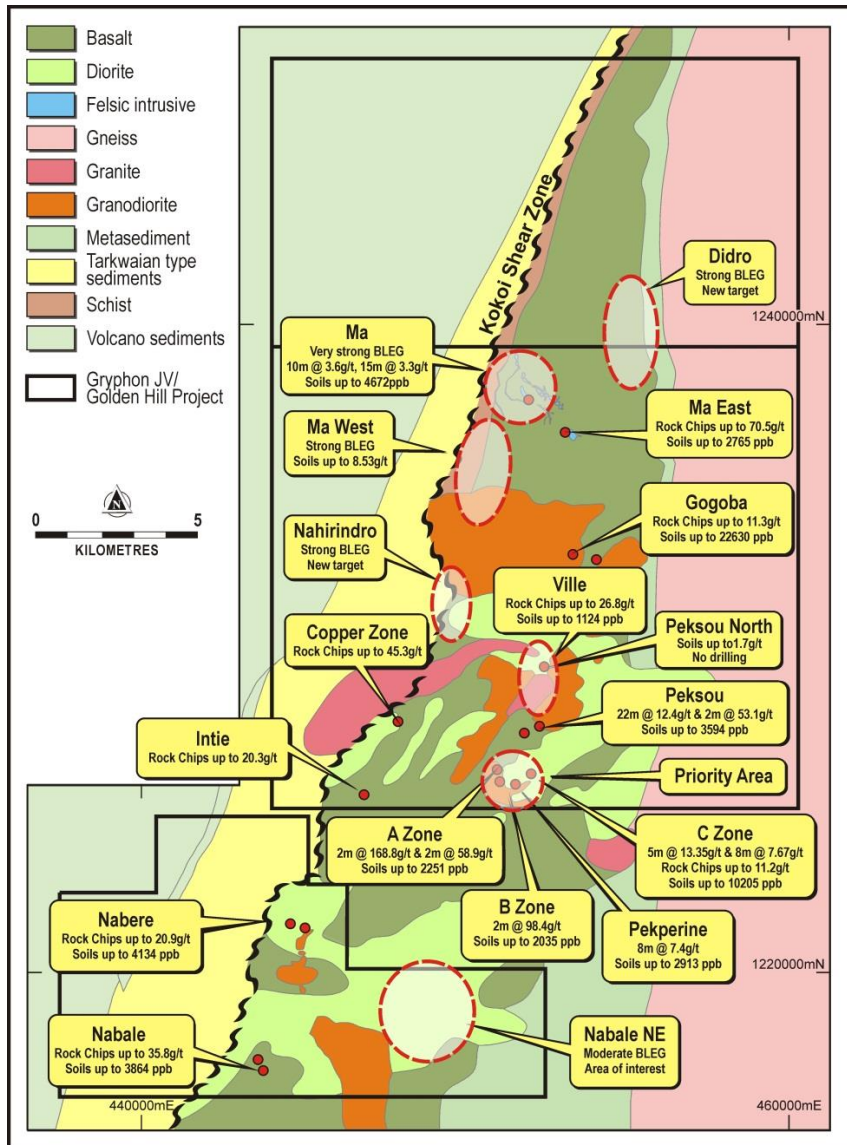 Basalt
Diorite
Felsic intrusive
Gneiss
Granite
Granodiorite
Metasediment
Tarkwaian type
sediments
Schist
Volcano sediments
Gryphon JV/
Golden Hill Project
N
0
5
KILOMETRES
Kokoi Shear Zone
Didro
Strong BLEG
New target
1240000mN
Ma
Very strong BLEG
10m @ 3.6g/t, 15m @ 3.3g/t
Soils up to 4672ppb
Ma West
Strong BLEG
Soils up to 8.53g/t
Ma East
Rock Chips up to 70.5g/t
Soils up to 2765 ppb
Gogoba
Rock Chips up to 11.3g/t
Soils up to 22630 ppb
Nahirindro
Strong BLEG
New target
Ville
Rock Chips up to 26.8g/t
Soils up to 1124 ppb
Copper Zone
Rock Chips up to 45.3g/t
Peksou North
Soils up to1.7g/t
No drilling
Peksou
22m @ 12.4g/t & 2m @ 53.1g/t
Soils up to 3594 ppb
Intie
Rock Chips up to 20.3g/t
Priority Area
A Zone
2m @ 168.8g/t & 2m @ 58.9g/t
Soils up to 2251 ppb
C Zone
5m @ 13.35g/t & 8m @ 7.67g/t
Rock Chips up to 11.2g/t
Soils up to 10205 ppb
B Zone
2m @ 98.4g/t
Soils up to 2035 ppb
Pekperine
8m @ 7.4g/t
Soils up to 2913 ppb
Nabere
Rock Chips up to 20.9g/t
Soils up to 4134 ppb
1220000mN
Nabale
Rock Chips up to 35.8g/t
Soils up to 3864 ppb
Nabale NE
Moderate BLEG
Area of interest
440000mE
460000mE